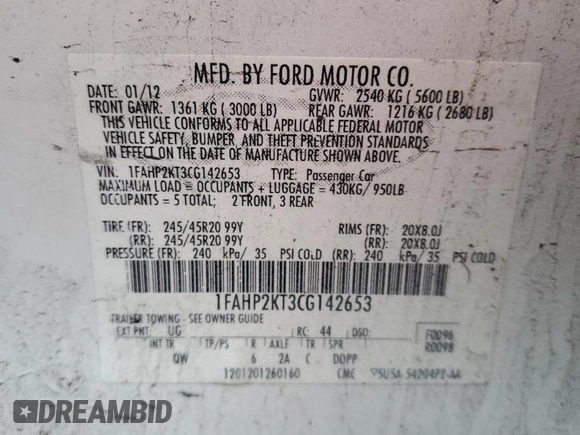 MFD. BY FORD MOTOR CO.
DATE: 01/12 GVWR: 2540 KG ( 5600 LB)
FRONT GAWR: 1361 KG ( 3000 LB) REAR GAWR: 1216 KG ( 2680 LB)
THIS VEHICLE CONFORMS TO ALL APPLICABLE FEDERAL MOTOR
VEHICLE SAFETY, BUMPER, AND THEFT PREVENTION STANDARDS
IN EFFECT ON THE DATE OF MANUFACTURE SHOWN ABOVE.
VIN: 1FAHP2KT3CG142653 TYPE: Passenger Car
MAXIMUM LOAD = OCCUPANTS + LUGGAGE = 430KG/ 950LB
OCCUPANTS = 5 TOTAL; 2 FRONT, 3 REAR
TIRE (FR): 245/45R20 99Y RIMS (FR): 20X8.0J
(RR): 245/45R20 99Y (RR): 20X8.0J
PRESSURE (FR): 240 kPa/ 35 PSI COLD (RR): 240 kPa/ 35 PSI COLD
1FAHP2KT3CG142653
TRAILER TOWING - SEE OWNER GUIDE
EXT PNT: UG RC: 44 DSO: F0096
R0098
INT TR TP/PS R AXLE TR SPR
QW 6 2A C DDPP
1201201260160 CMC
DREAMBID